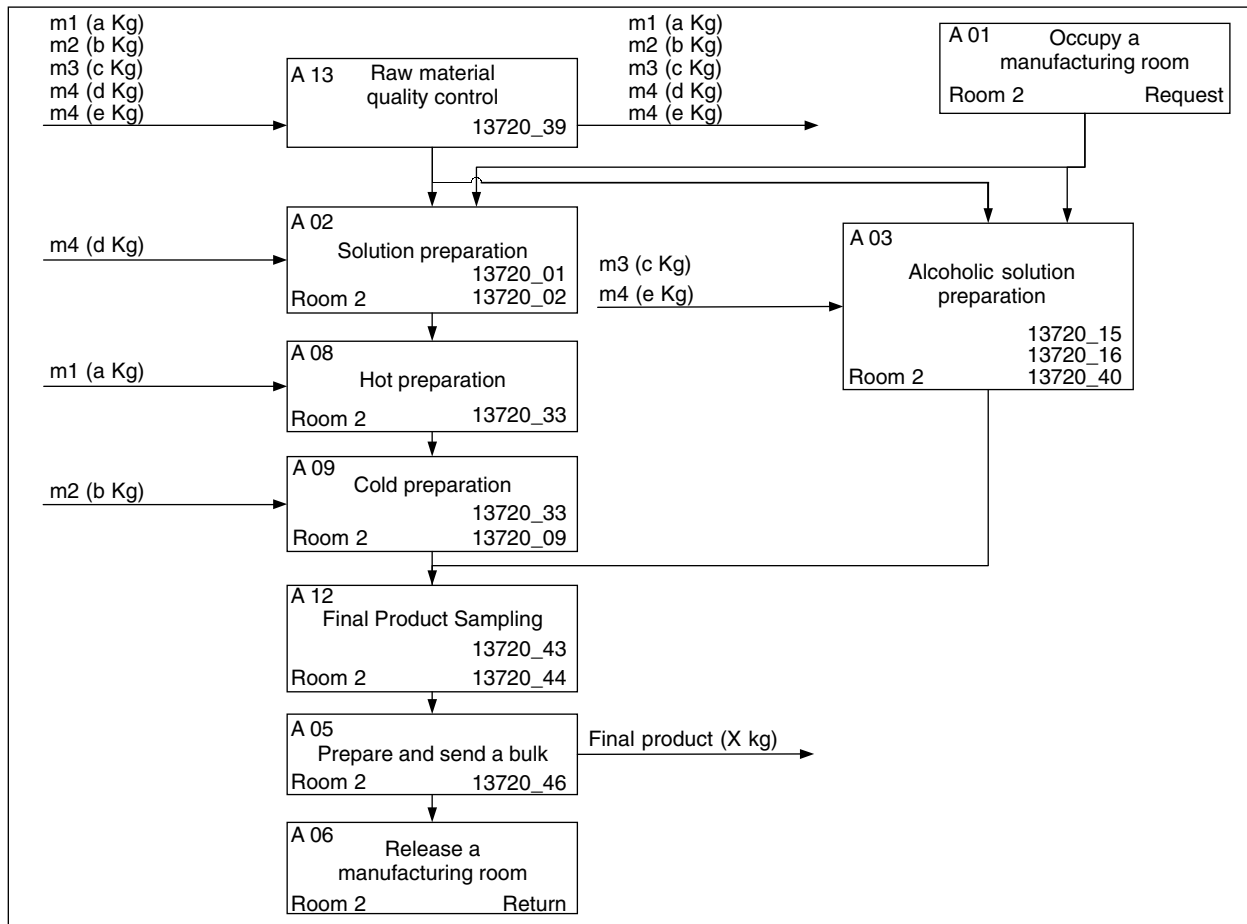 m1 (a Kg)
m2 (b Kg)
m3 (c Kg)
m4 (d Kg)
m4 (e Kg)
A 13
Raw material
quality control
13720_39
m1 (a Kg)
m2 (b Kg)
m3 (c Kg)
m4 (d Kg)
m4 (e Kg)
A 01
Occupy a
manufacturing room
Room 2 Request
m4 (d Kg)
A 02
Solution preparation
13720_01
Room 2 13720_02
m3 (c Kg)
m4 (e Kg)
A 03
Alcoholic solution
preparation
13720_15
13720_16
Room 2 13720_40
m1 (a Kg)
A 08
Hot preparation
Room 2 13720_33
m2 (b Kg)
A 09
Cold preparation
13720_33
Room 2 13720_09
A 12
Final Product Sampling
13720_43
Room 2 13720_44
A 05
Prepare and send a bulk
Room 2 13720_46
Final product (X kg)
A 06
Release a
manufacturing room
Room 2 Return